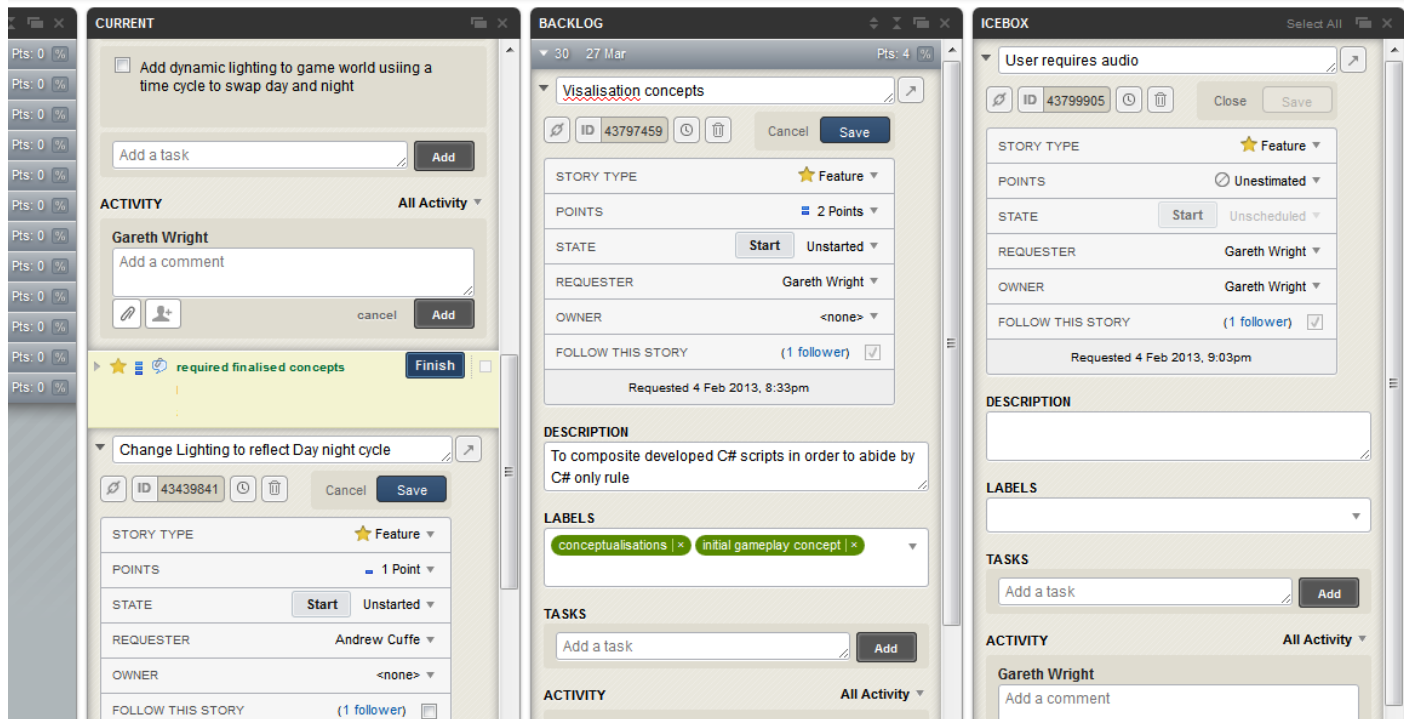 Pts: 0 %
Pts: 0 %
Pts: 0 %
Pts: 0 %
Pts: 0 %
Pts: 0 %
Pts: 0 %
Pts: 0 %
Pts: 0 %
Pts: 0 %
Pts: 0 %
Pts: 0 %
CURRENT
Add dynamic lighting to game world usiing a
time cycle to swap day and night
Add a task
Add
ACTIVITY All Activity
Gareth Wright
Add a comment
cancel Add
required finalised concepts Finish
Change Lighting to reflect Day night cycle
ID 43439841 Cancel Save
STORY TYPE Feature
POINTS 1 Point
STATE Start Unstarted
REQUESTER Andrew Cuffe
OWNER <none>
FOLLOW THIS STORY (1 follower)
BACKLOG
30 27 Mar Pts: 4 %
Visalisation concepts
ID 43797459 Cancel Save
STORY TYPE Feature
POINTS 2 Points
STATE Start Unstarted
REQUESTER Gareth Wright
OWNER <none>
FOLLOW THIS STORY (1 follower)
Requested 4 Feb 2013, 8:33pm
DESCRIPTION
To composite developed C# scripts in order to abide by
C# only rule
LABELS
conceptualisations | × initial gameplay concept | ×
TASKS
Add a task Add
ACTIVITY All Activity
ICEBOX Select All
User requires audio
ID 43799905 Close Save
STORY TYPE Feature
POINTS Unestimated
STATE Start Unscheduled
REQUESTER Gareth Wright
OWNER Gareth Wright
FOLLOW THIS STORY (1 follower)
Requested 4 Feb 2013, 9:03pm
DESCRIPTION
LABELS
TASKS
Add a task Add
ACTIVITY All Activity
Gareth Wright
Add a comment